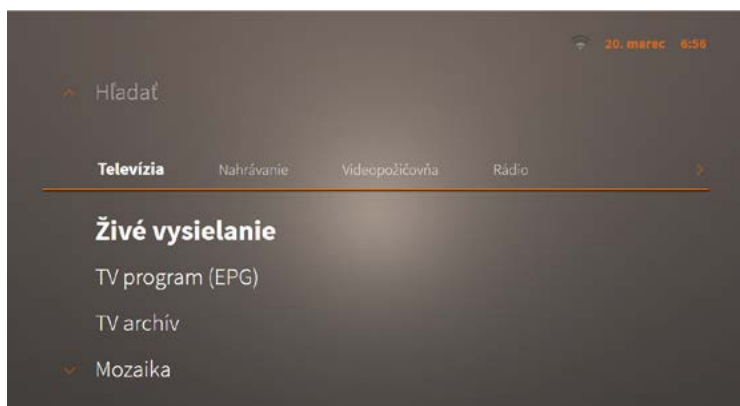 20. marec 6:56
Hľadať
Televízia Nahrávanie Videopožičovňa Rádio
Živé vysielanie
TV program (EPG)
TV archív
Mozaika